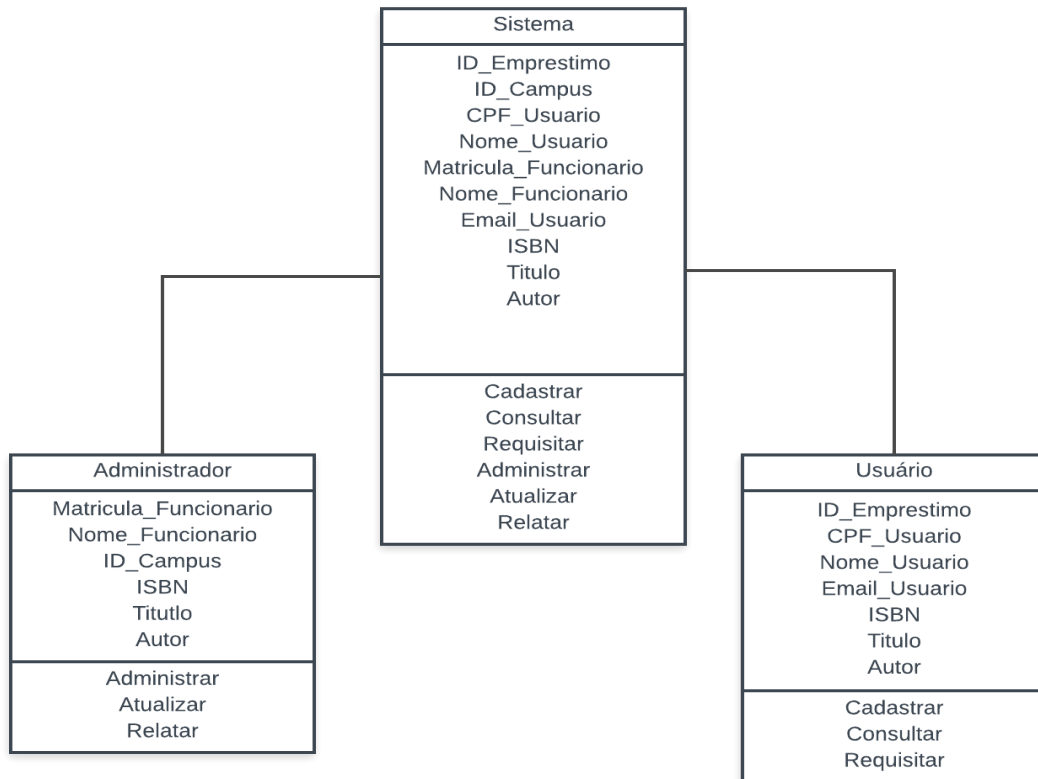 Sistema
ID_Emprestimo
ID_Campus
CPF_Usuario
Nome_Usuario
Matricula_Funcionario
Nome_Funcionario
Email_Usuario
ISBN
Titulo
Autor
Cadastrar
Consultar
Requisitar
Administrar
Atualizar
Relatar
Administrador
Matricula_Funcionario
Nome_Funcionario
ID_Campus
ISBN
Titutlo
Autor
Administrar
Atualizar
Relatar
Usuário
ID_Emprestimo
CPF_Usuario
Nome_Usuario
Email_Usuario
ISBN
Titulo
Autor
Cadastrar
Consultar
Requisitar